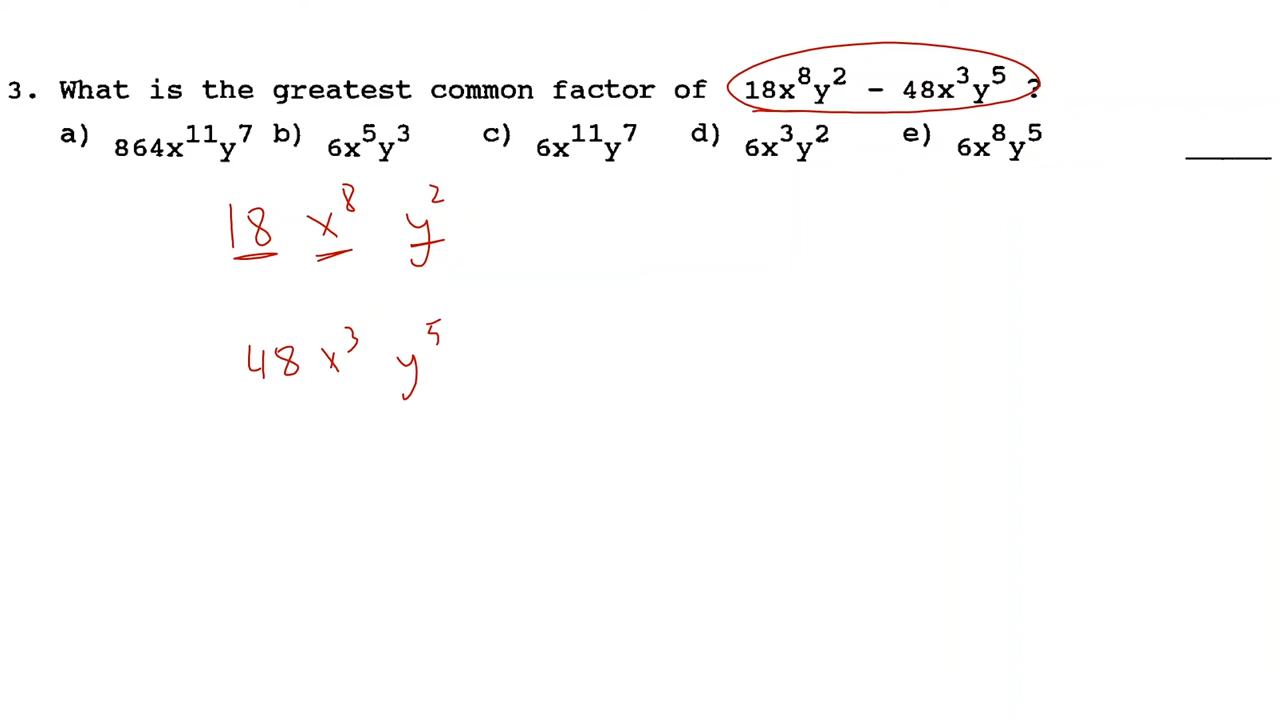 3. What is the greatest common factor of 18x⁸y² - 48x³y⁵ ?
a) 864x¹¹y⁷ b) 6x⁵y³ c) 6x¹¹y⁷ d) 6x³y² e) 6x⁸y⁵ ______
18 x⁸ y²
48 x³ y⁵